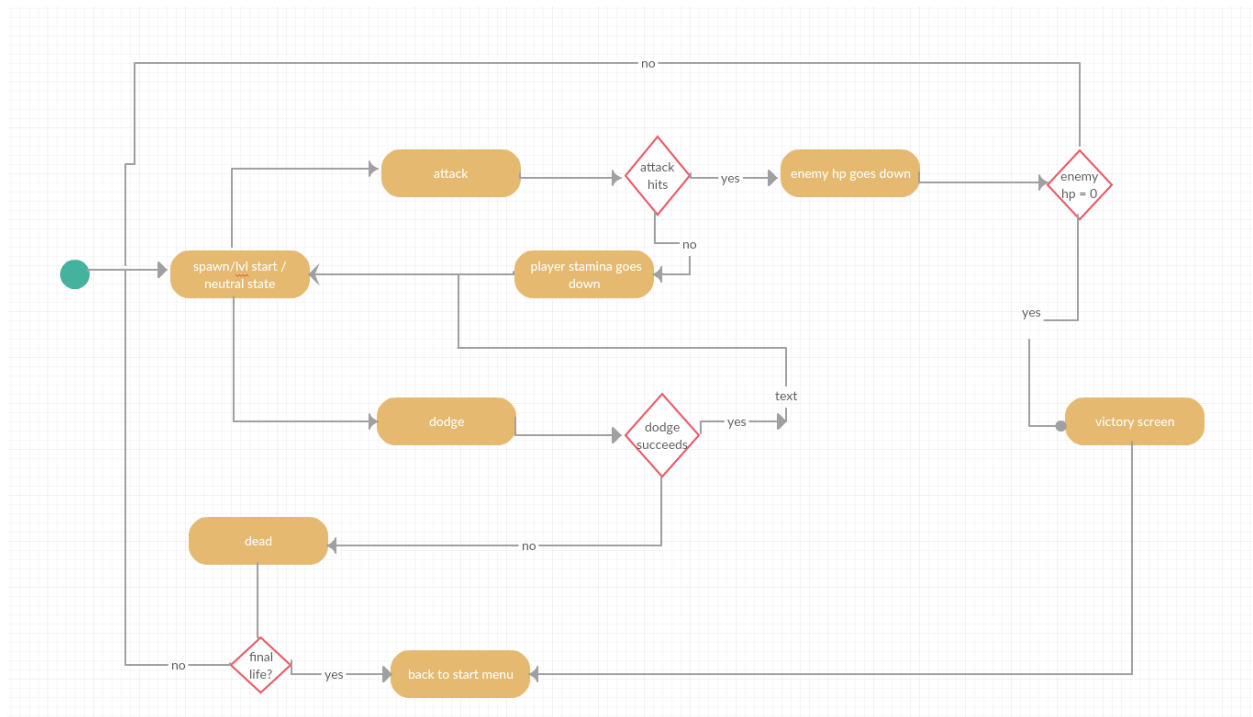 no
attack
attack
hits
yes
enemy hp goes down
enemy
hp = 0
no
spawn/lvl start /
neutral state
player stamina goes
down
yes
text
dodge
dodge
succeeds
yes
victory screen
dead
no
final
life?
no
yes
back to start menu